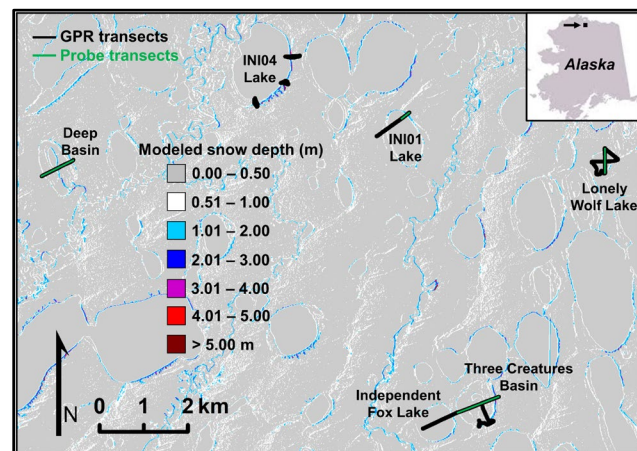 GPR transects
Probe transects
INI04
Lake
Alaska
Deep
Basin
INI01
Lake
Modeled snow depth (m)
0.00 – 0.50
0.51 – 1.00
1.01 – 2.00
2.01 – 3.00
3.01 – 4.00
4.01 – 5.00
> 5.00 m
Lonely
Wolf Lake
Three Creatures
Basin
Independent
Fox Lake
N
0 1 2 km